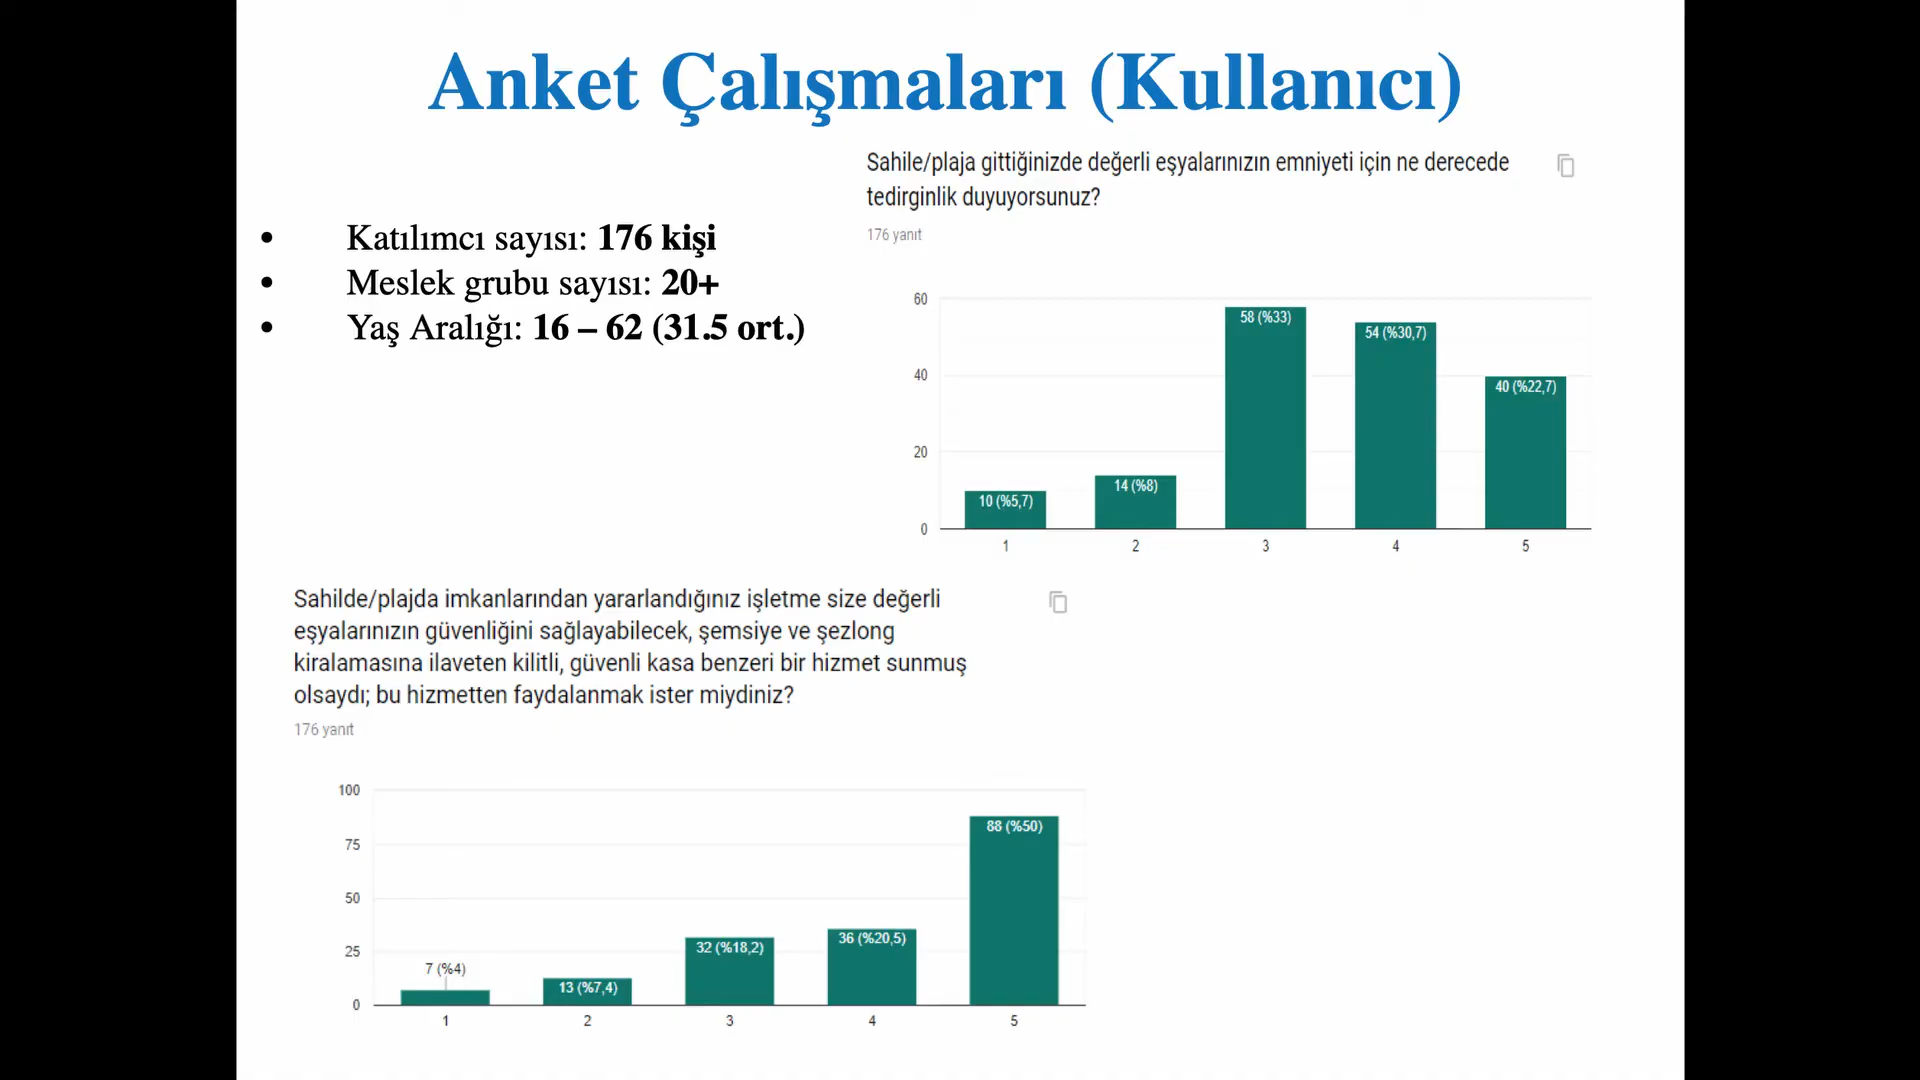 Anket Çalışmaları (Kullanıcı)
• Katılımcı sayısı: 176 kişi
• Meslek grubu sayısı: 20+
• Yaş Aralığı: 16 – 62 (31.5 ort.)
Sahile/plaja gittiğinizde değerli eşyalarınızın emniyeti için ne derecede
tedirginlik duyuyorsunuz?
176 yanıt
60
40
20
0
10 (%5,7)
14 (%8)
58 (%33)
54 (%30,7)
40 (%22,7)
1 2 3 4 5
Sahilde/plajda imkanlarından yararlandığınız işletme size değerli
eşyalarınızın güvenliğini sağlayabilecek, şemsiye ve şezlong
kiralamasına ilaveten kilitli, güvenli kasa benzeri bir hizmet sunmuş
olsaydı; bu hizmetten faydalanmak ister miydiniz?
176 yanıt
100
75
50
25
0
7 (%4)
13 (%7,4)
32 (%18,2)
36 (%20,5)
88 (%50)
1 2 3 4 5